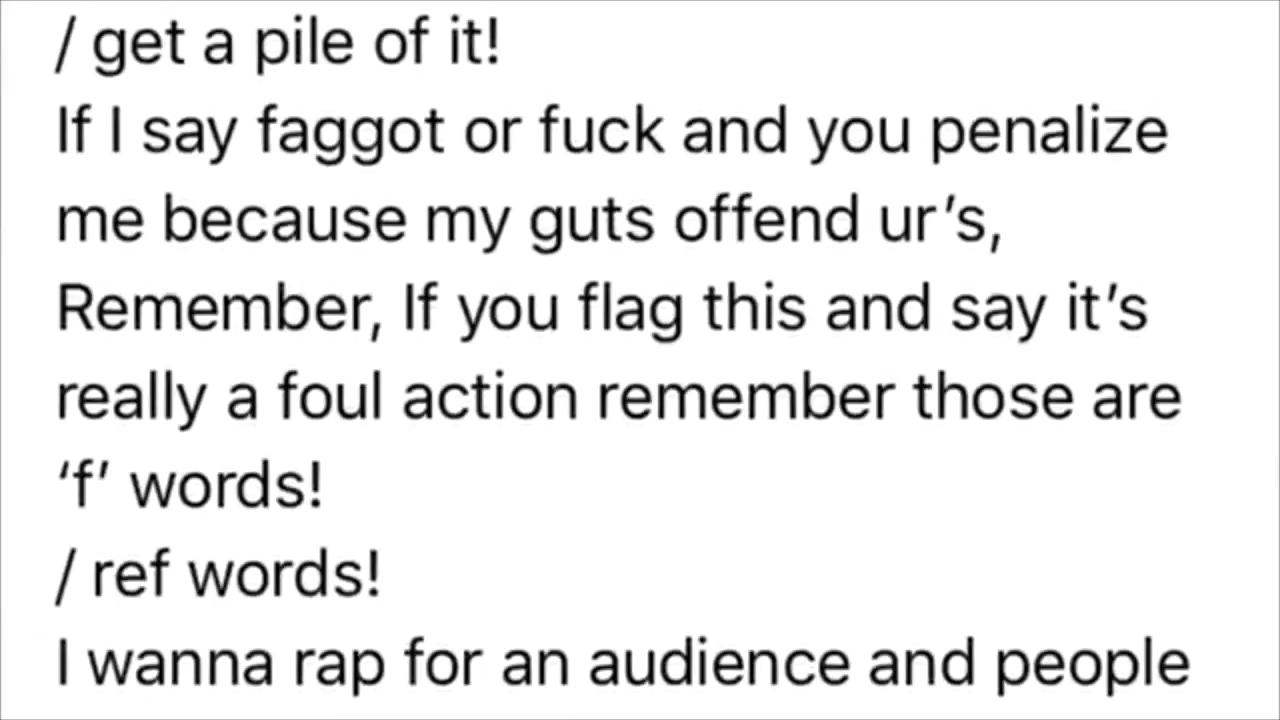 / get a pile of it!
If I say faggot or fuck and you penalize
me because my guts offend ur’s,
Remember, If you flag this and say it’s
really a foul action remember those are
‘f’ words!
/ ref words!
I wanna rap for an audience and people